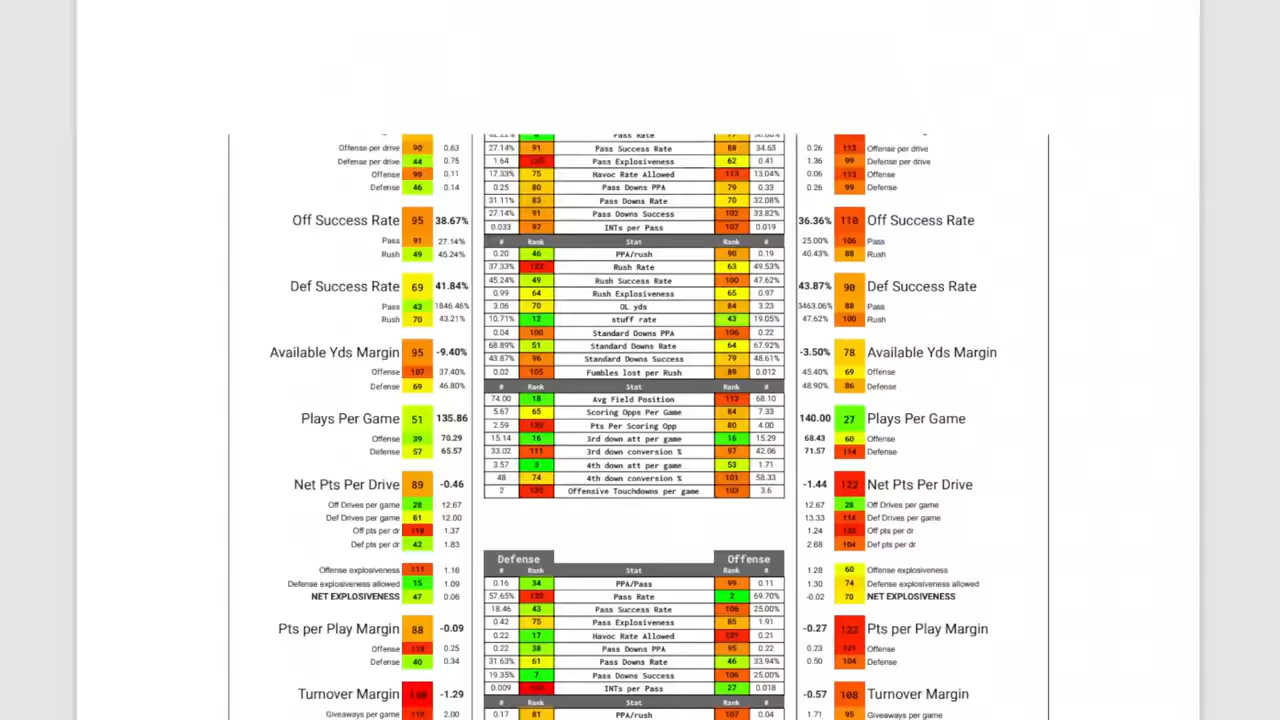 Offense per drive 90 0.63
Defense per drive 44 0.75
Offense 99 0.11
Defense 46 0.14
Off Success Rate 95 38.67%
Pass 91 27.14%
Rush 49 45.24%
Def Success Rate 69 41.84%
Pass 43 1846.46%
Rush 70 43.21%
Available Yds Margin 95 -9.40%
Offense 107 37.40%
Defense 69 46.80%
Plays Per Game 51 135.86
Offense 39 70.29
Defense 57 65.57
Net Pts Per Drive 89 -0.46
Off Drives per game 28 12.67
Def Drives per game 61 12.00
Off pts per dr 1.37
Def pts per dr 42 1.83
Offense explosiveness 111 1.16
Defense explosiveness allowed 15 1.09
NET EXPLOSIVENESS 47 0.06
Pts per Play Margin 88 -0.09
Offense 0.25
Defense 40 0.34
Turnover Margin -1.29
Giveaways per game 2.00
Pass Rate
27.14% 91 Pass Success Rate 88 34.63
1.64 Pass Explosiveness 62 0.41
17.33% 75 Havoc Rate Allowed 113 13.04%
0.25 80 Pass Downs PPA 79 0.33
31.11% 83 Pass Downs Rate 70 32.08%
27.14% 91 Pass Downs Success 102 33.82%
0.033 97 INTs per Pass 107 0.019
# Rank Stat Rank #
0.20 46 PPA/rush 90 0.19
37.33% Rush Rate 63 49.53%
45.24% 49 Rush Success Rate 100 47.62%
0.99 64 Rush Explosiveness 65 0.97
3.06 70 OL yds 84 3.23
10.71% 12 stuff rate 43 19.05%
0.04 100 Standard Downs PPA 106 0.22
68.89% 51 Standard Downs Rate 64 67.92%
43.87% 96 Standard Downs Success 79 48.61%
0.02 105 Fumbles lost per Rush 89 0.012
# Rank Stat Rank #
74.00 18 Avg Field Position 112 68.10
5.67 65 Scoring Opps Per Game 84 7.33
2.59 Pts Per Scoring Opp 80 4.00
15.14 16 3rd down att per game 16 15.29
33.02 111 3rd down conversion % 97 42.06
3.57 3 4th down att per game 53 1.71
48 74 4th down conversion % 101 58.33
2 Offensive Touchdowns per game 102 3.6
Defense Offense
# Rank Stat Rank #
0.16 34 PPA/Pass 99 0.11
57.65% 120 Pass Rate 2 69.70%
18.46 43 Pass Success Rate 106 25.00%
0.42 75 Pass Explosiveness 85 1.91
0.22 17 Havoc Rate Allowed 0.21
0.22 38 Pass Downs PPA 95 0.22
31.63% 61 Pass Downs Rate 46 33.94%
19.35% 7 Pass Downs Success 106 25.00%
0.009 INTs per Pass 27 0.018
# Rank Stat Rank #
0.17 81 PPA/rush 107 0.04
0.26 113 Offense per drive
1.36 99 Defense per drive
0.06 113 Offense
0.26 99 Defense
36.36% 110 Off Success Rate
25.00% 106 Pass
40.43% 88 Rush
43.87% 90 Def Success Rate
3463.06% 88 Pass
47.62% 100 Rush
-3.50% 78 Available Yds Margin
45.40% 69 Offense
48.90% 86 Defense
140.00 27 Plays Per Game
68.43 60 Offense
71.57 114 Defense
-1.44 122 Net Pts Per Drive
12.67 28 Off Drives per game
13.33 114 Def Drives per game
1.24 Off pts per dr
2.68 104 Def pts per dr
1.28 60 Offense explosiveness
1.30 74 Defense explosiveness allowed
-0.02 70 NET EXPLOSIVENESS
-0.27 122 Pts per Play Margin
0.23 Offense
0.50 104 Defense
-0.57 108 Turnover Margin
1.71 95 Giveaways per game